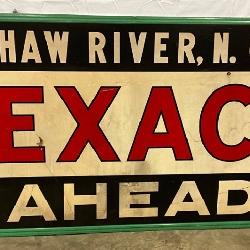 HAW RIVER, N.
EXAC
AHEAD